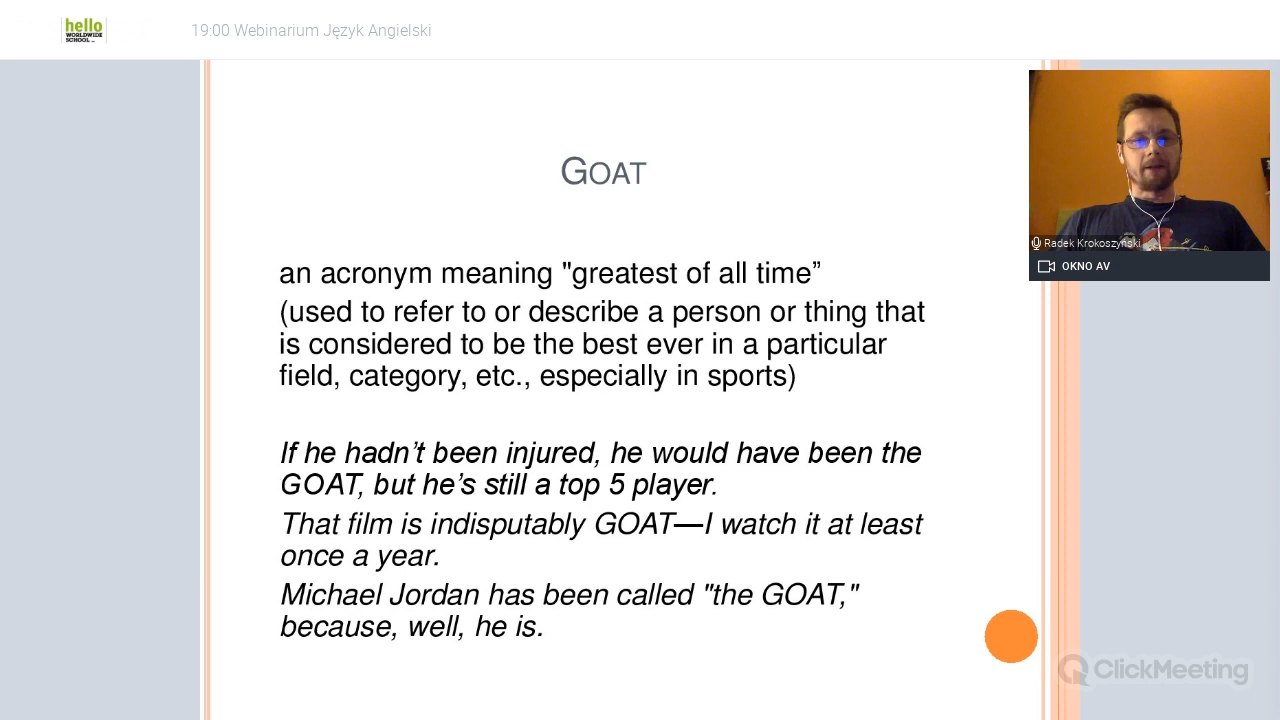 hello
WORLDWIDE
SCHOOL
19:00 Webinarium Język Angielski
GOAT
an acronym meaning "greatest of all time”
(used to refer to or describe a person or thing that
is considered to be the best ever in a particular
field, category, etc., especially in sports)
If he hadn’t been injured, he would have been the
GOAT, but he’s still a top 5 player.
That film is indisputably GOAT—I watch it at least
once a year.
Michael Jordan has been called "the GOAT,"
because, well, he is.
Radek Krokoszyński
OKNO AV
ClickMeeting